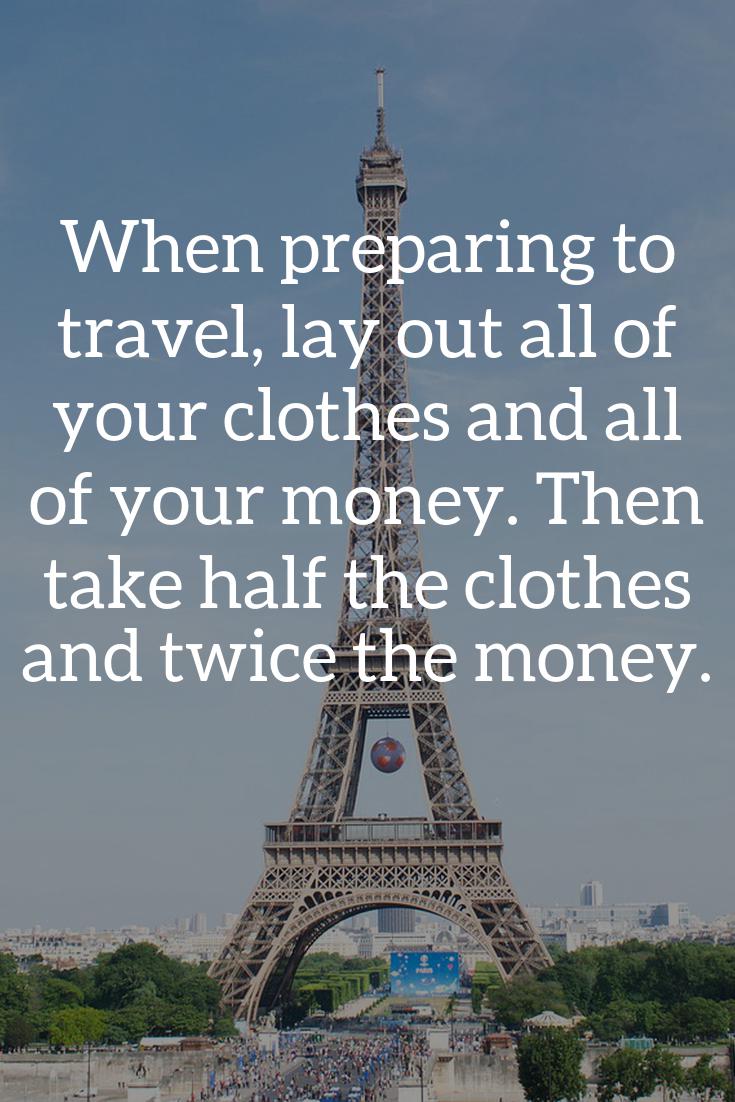 When preparing to
travel, lay out all of
your clothes and all
of your money. Then
take half the clothes
and twice the money.
PARIS